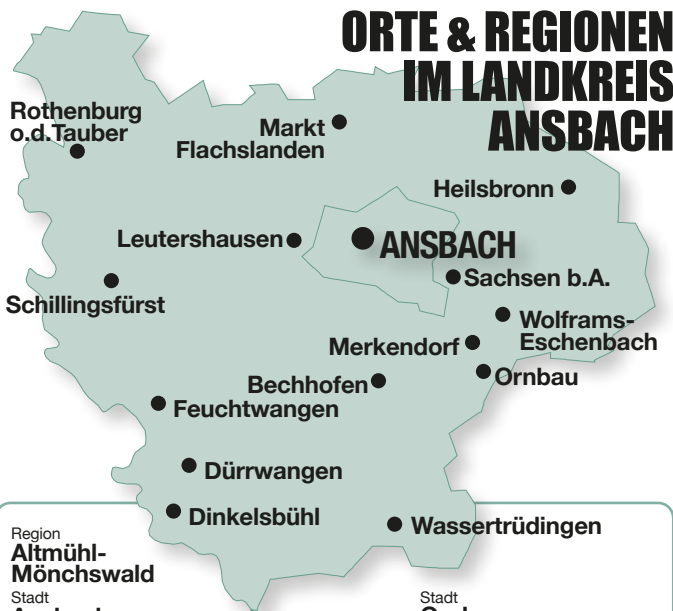 ORTE & REGIONEN
IM LANDKREIS
ANSBACH
Rothenburg
o.d.Tauber
Markt
Flachslanden
Heilsbronn
Leutershausen
ANSBACH
Sachsen b.A.
Schillingsfürst
Wolframs-
Eschenbach
Merkendorf
Ornbau
Bechhofen
Feuchtwangen
Dürrwangen
Dinkelsbühl
Wassertrüdingen
Region
Altmühl-
Mönchswald
Stadt
Stadt